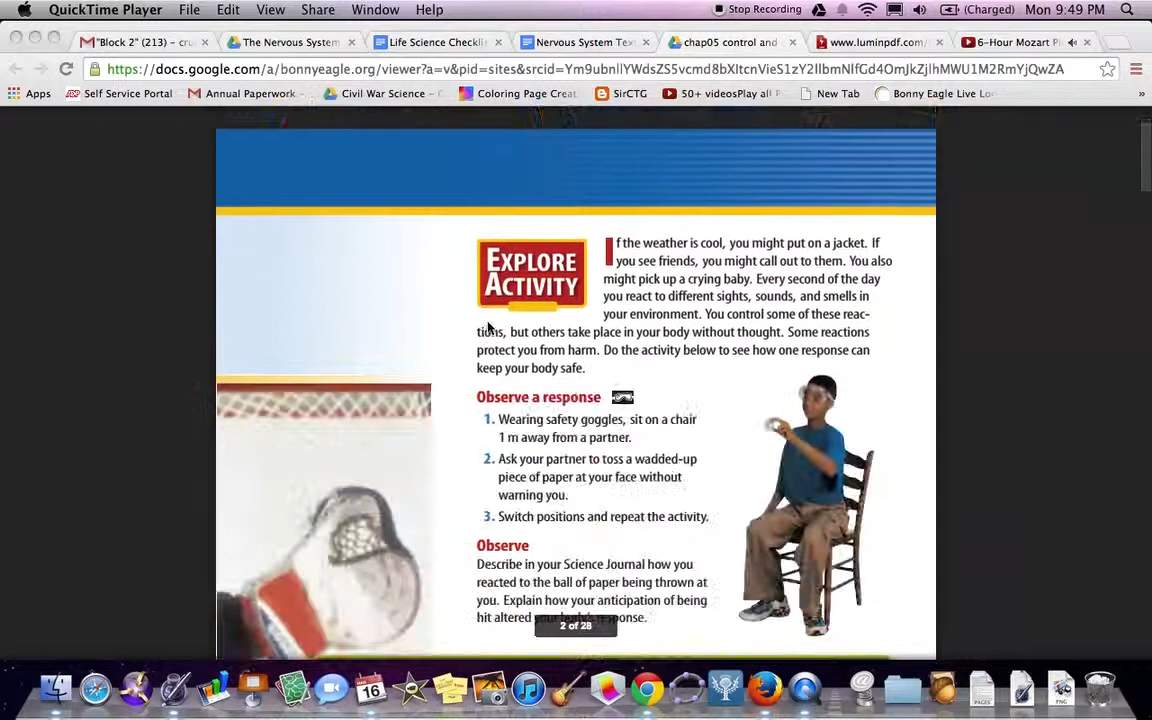 QuickTime Player File Edit View Share Window Help Stop Recording (Charged) Mon 9:49 PM
M"Block 2" (213) – cru The Nervous System Life Science Checkli Nervous System Tex chap05 control and www.luminpdf.com/ 6-Hour Mozart Pi
https://docs.google.com/a/bonnyeagle.org/viewer?a=v&pid=sites&srcid=
Apps Self Service Portal Annual Paperwork – Civil War Science – Coloring Page Creat SirCTG 50+ videosPlay all New Tab Bonny Eagle Live Lo »
EXPLORE
ACTIVITY
If the weather is cool, you might put on a jacket. If
you see friends, you might call out to them. You also
might pick up a crying baby. Every second of the day
you react to different sights, sounds, and smells in
your environment. You control some of these reac-
tions, but others take place in your body without thought. Some reactions
protect you from harm. Do the activity below to see how one response can
keep your body safe.
Observe a response
1. Wearing safety goggles, sit on a chair
1 m away from a partner.
2. Ask your partner to toss a wadded-up
piece of paper at your face without
warning you.
3. Switch positions and repeat the activity.
Observe
Describe in your Science Journal how you
reacted to the ball of paper being thrown at
you. Explain how your anticipation of being
hit altered your body's response.
2 of 28
16
PAGES
PNG